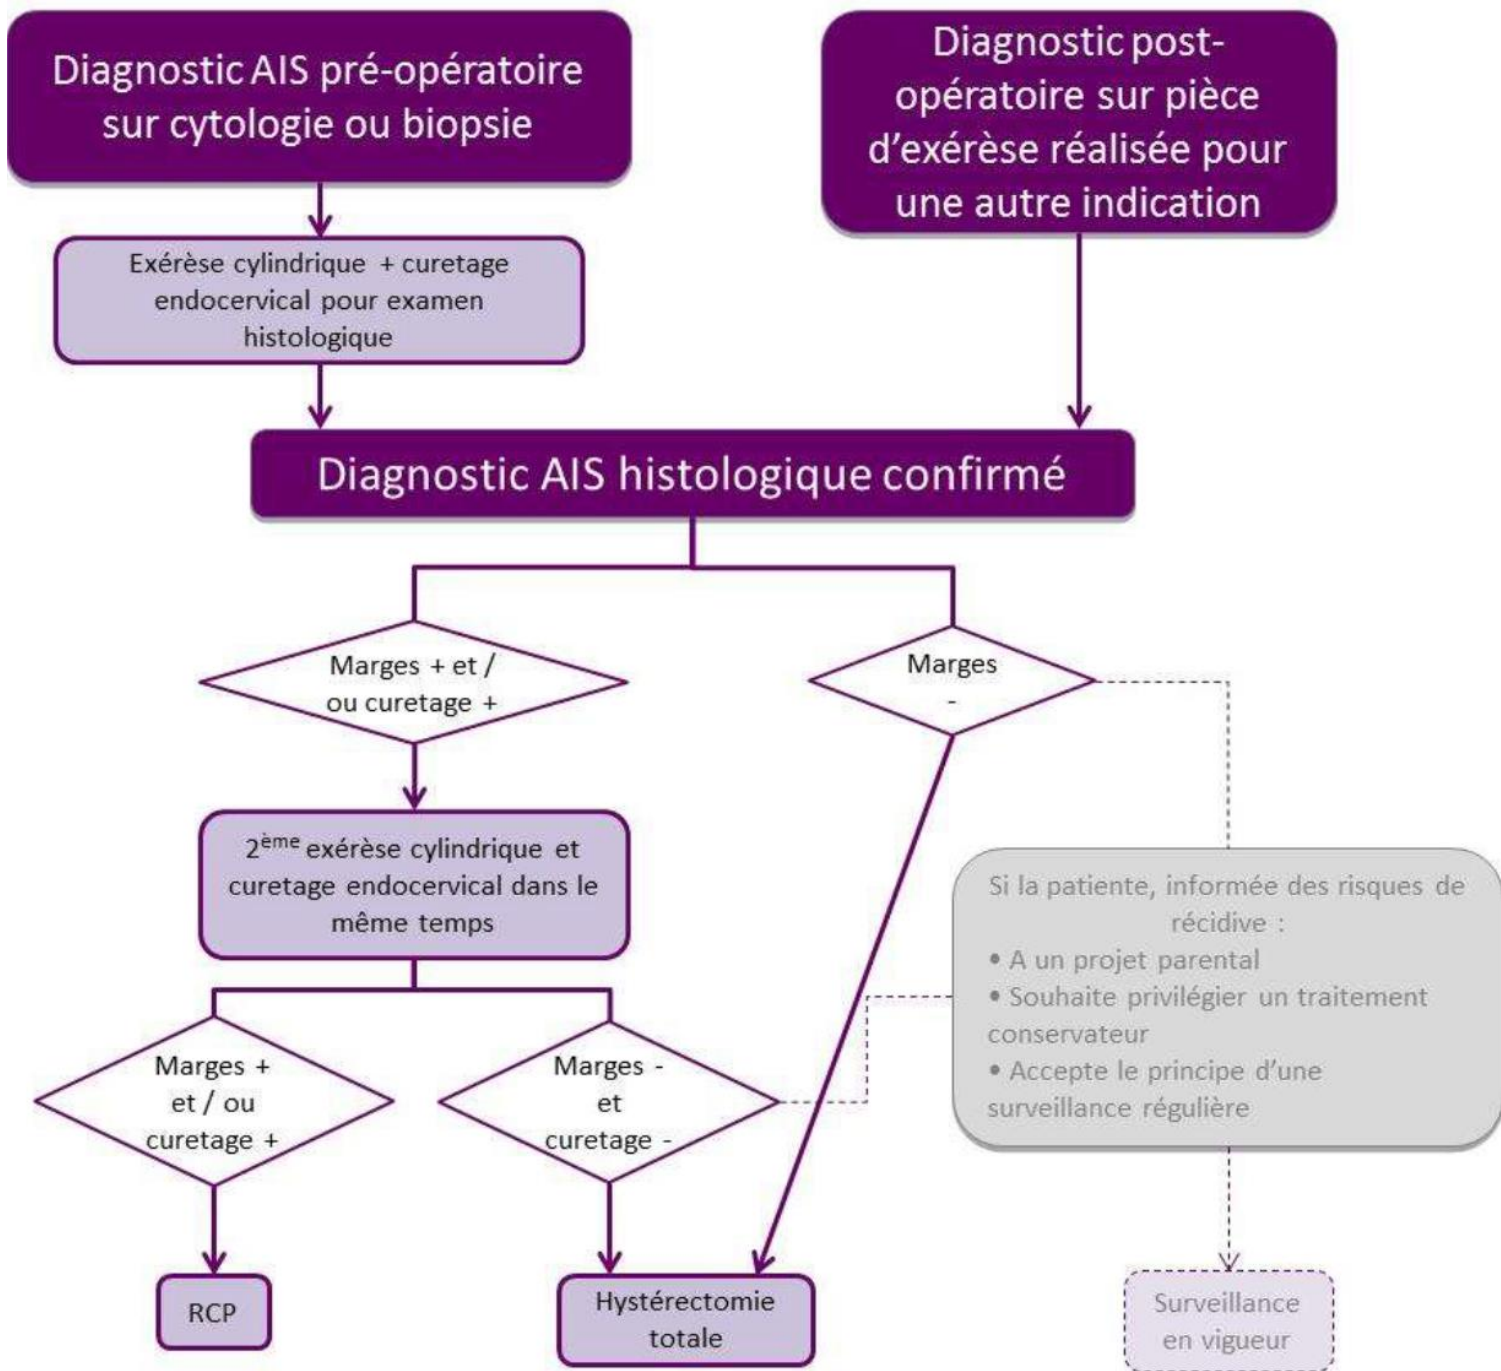 Diagnostic AIS pré-opératoire
sur cytologie ou biopsie
Diagnostic post-
opératoire sur pièce
d’exérèse réalisée pour
une autre indication
Exérèse cylindrique + curetage
endocervical pour examen
histologique
Diagnostic AIS histologique confirmé
Marges + et /
ou curetage +
Marges
-
2ème exérèse cylindrique et
curetage endocervical dans le
même temps
Si la patiente, informée des risques de
récidive :
• A un projet parental
• Souhaite privilégier un traitement
conservateur
• Accepte le principe d’une
surveillance régulière
Marges +
et / ou
curetage +
Marges -
et
curetage -
RCP
Hystérectomie
totale
Surveillance
en vigueur